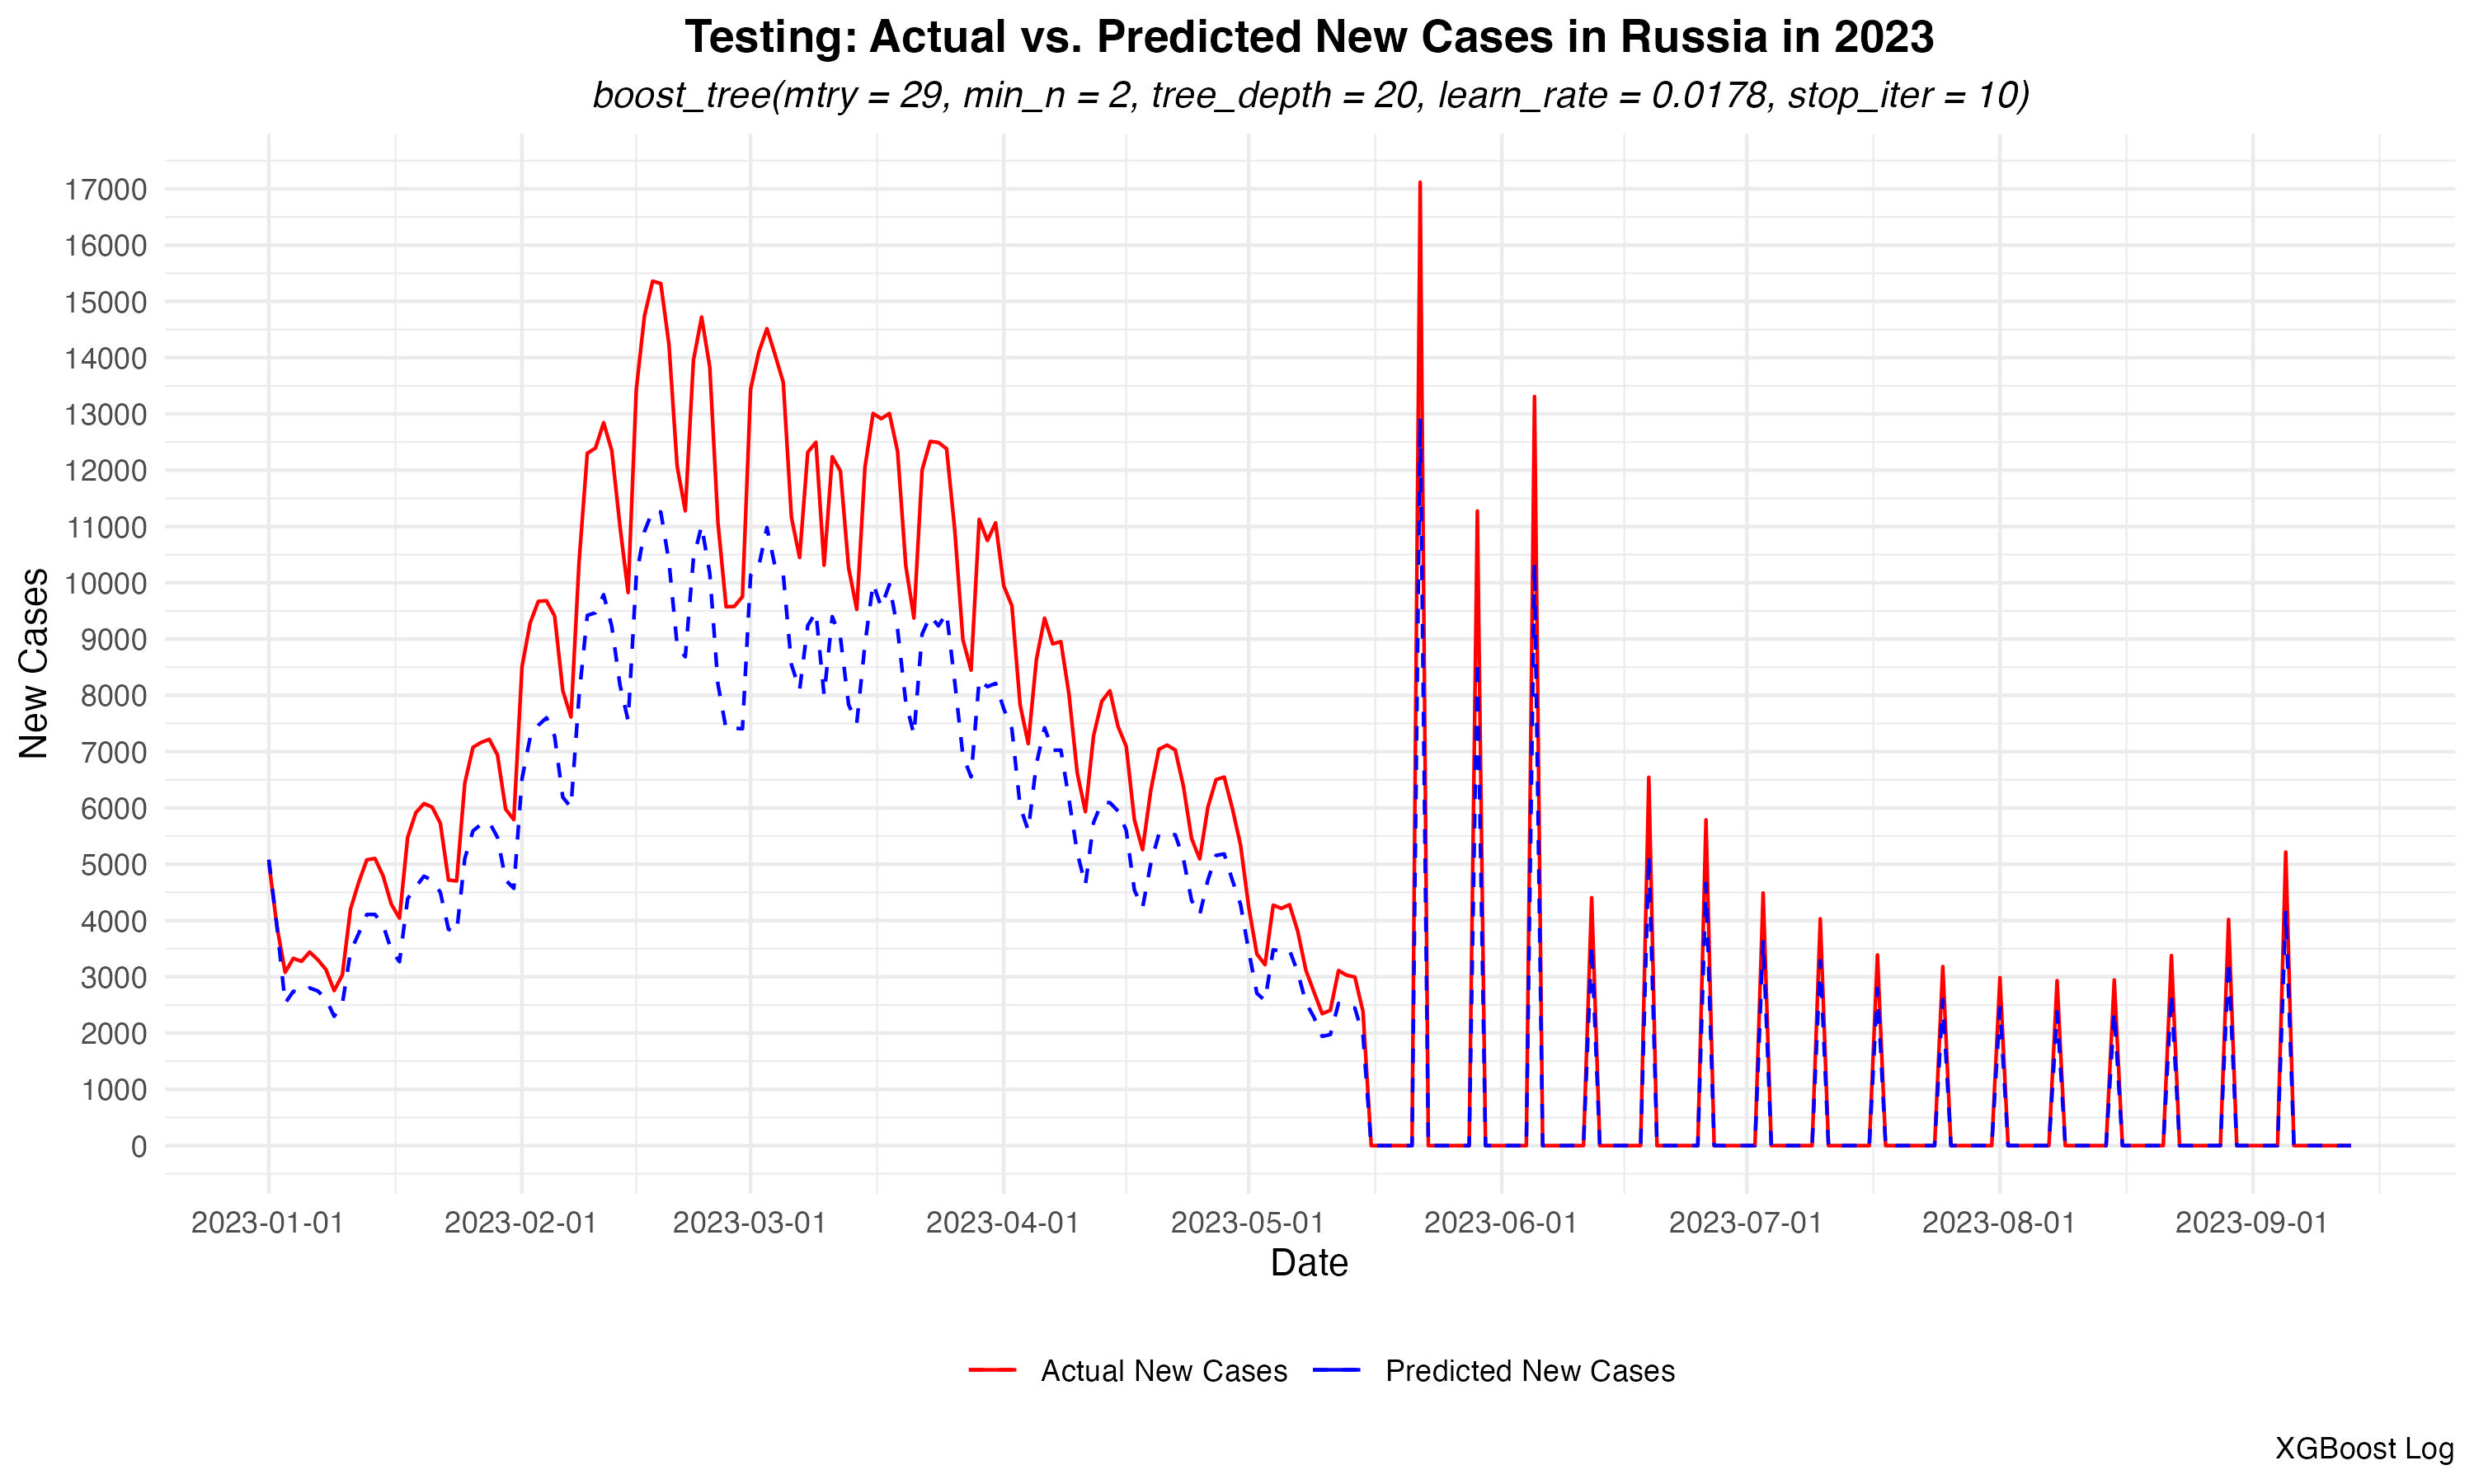 Testing: Actual vs. Predicted New Cases in Russia in 2023
boost_tree(mtry = 29, min_n = 2, tree_depth = 20, learn_rate = 0.0178, stop_iter = 10)
New Cases
17000
16000
15000
14000
13000
12000
11000
10000
9000
8000
7000
6000
5000
4000
3000
2000
1000
0
2023-01-01 2023-02-01 2023-03-01 2023-04-01 2023-05-01 2023-06-01 2023-07-01 2023-08-01 2023-09-01
Date
Actual New Cases Predicted New Cases
XGBoost Log